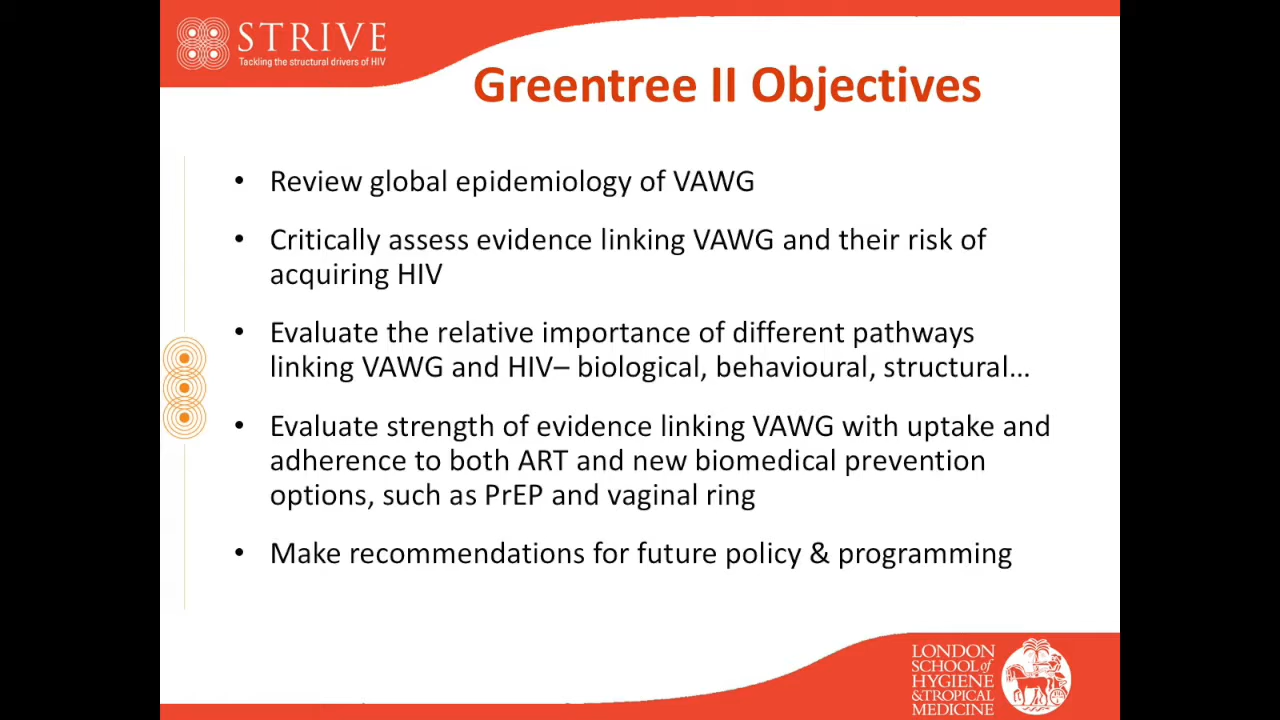 STRIVE
Tackling the structural drivers of HIV
Greentree II Objectives
• Review global epidemiology of VAWG
• Critically assess evidence linking VAWG and their risk of
acquiring HIV
• Evaluate the relative importance of different pathways
linking VAWG and HIV– biological, behavioural, structural…
• Evaluate strength of evidence linking VAWG with uptake and
adherence to both ART and new biomedical prevention
options, such as PrEP and vaginal ring
• Make recommendations for future policy & programming
LONDON
SCHOOL of
HYGIENE
& TROPICAL
MEDICINE